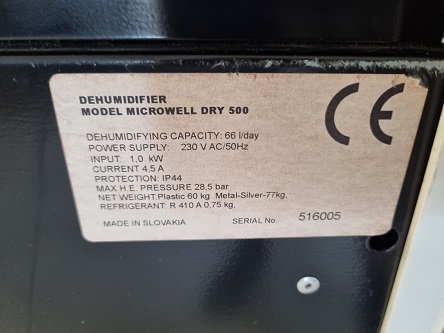 DEHUMIDIFIER
MODEL MICROWELL DRY 500
CE
DEHUMIDIFYING CAPACITY: 66 l/day
POWER SUPPLY: 230 V AC/50Hz
INPUT: 1,0 kW
CURRENT 4,5 A
PROTECTION: IP44
MAX H.E. PRESSURE 28,5 bar
NET WEIGHT:Plastic 60 kg Metal-Silver-77kg,
REFRIGERANT: R 410 A 0,75 kg,
MADE IN SLOVAKIA SERIAL No. 516005